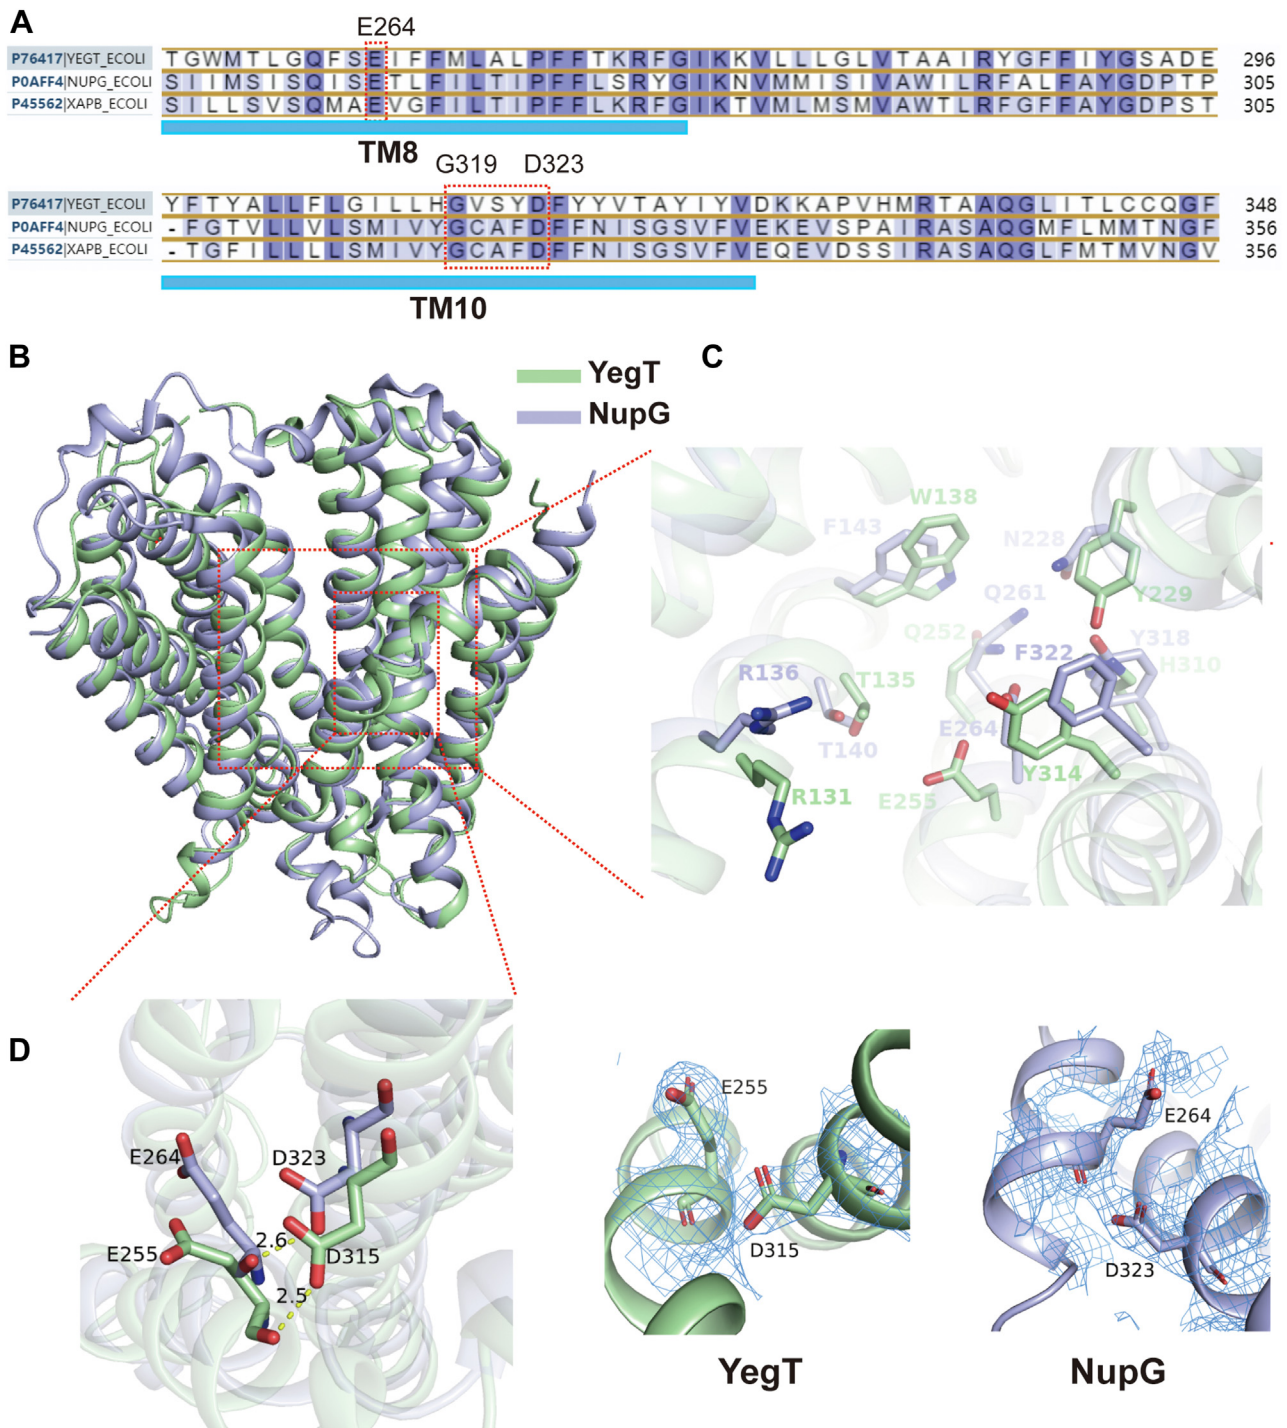 A
E264
P76417|YEGT_ECOLI TGWMTLGQFSEIFFMLALPFFTKRFGIKKVLLLGLVTAAIRYGFFIYGSADE 296
P0AFF4|NUPG_ECOLI SIIMSISQISETLFILTIPFFLSRYGIKNVMMISIVAWILRFALFAYGDPTP 305
P45562|XAPB_ECOLI SILLSVSQMAEVGFILTIPFFLKRFGIKTVMLMSMVAWTLRFGFFAYGDPST 305
TM8
G319 D323
P76417|YEGT_ECOLI YFTYALLFLGILLHGVSYDFYYVTAYIYVDKKAPVHMRTAAQGLITLCCQGF 348
P0AFF4|NUPG_ECOLI -FGTVLLVLSMIVYGCAFDFFNISGSVFVEKEVSPAIRASAQGMFLMMTNGF 356
P45562|XAPB_ECOLI -TGFILLLLSMIVYGCAFDFFNISGSVFVEQEVDSSIRASAQGLFMTMVNGV 356
TM10
B
YegT
NupG
C
W138
F143
N228
Q261
Y229
Q252
F322
Y318
H310
R136
T135
T140
E264
Y314
R131
E255
D
E264
D323
2.6
E255
D315
2.5
E255
D315
YegT
E264
D323
NupG